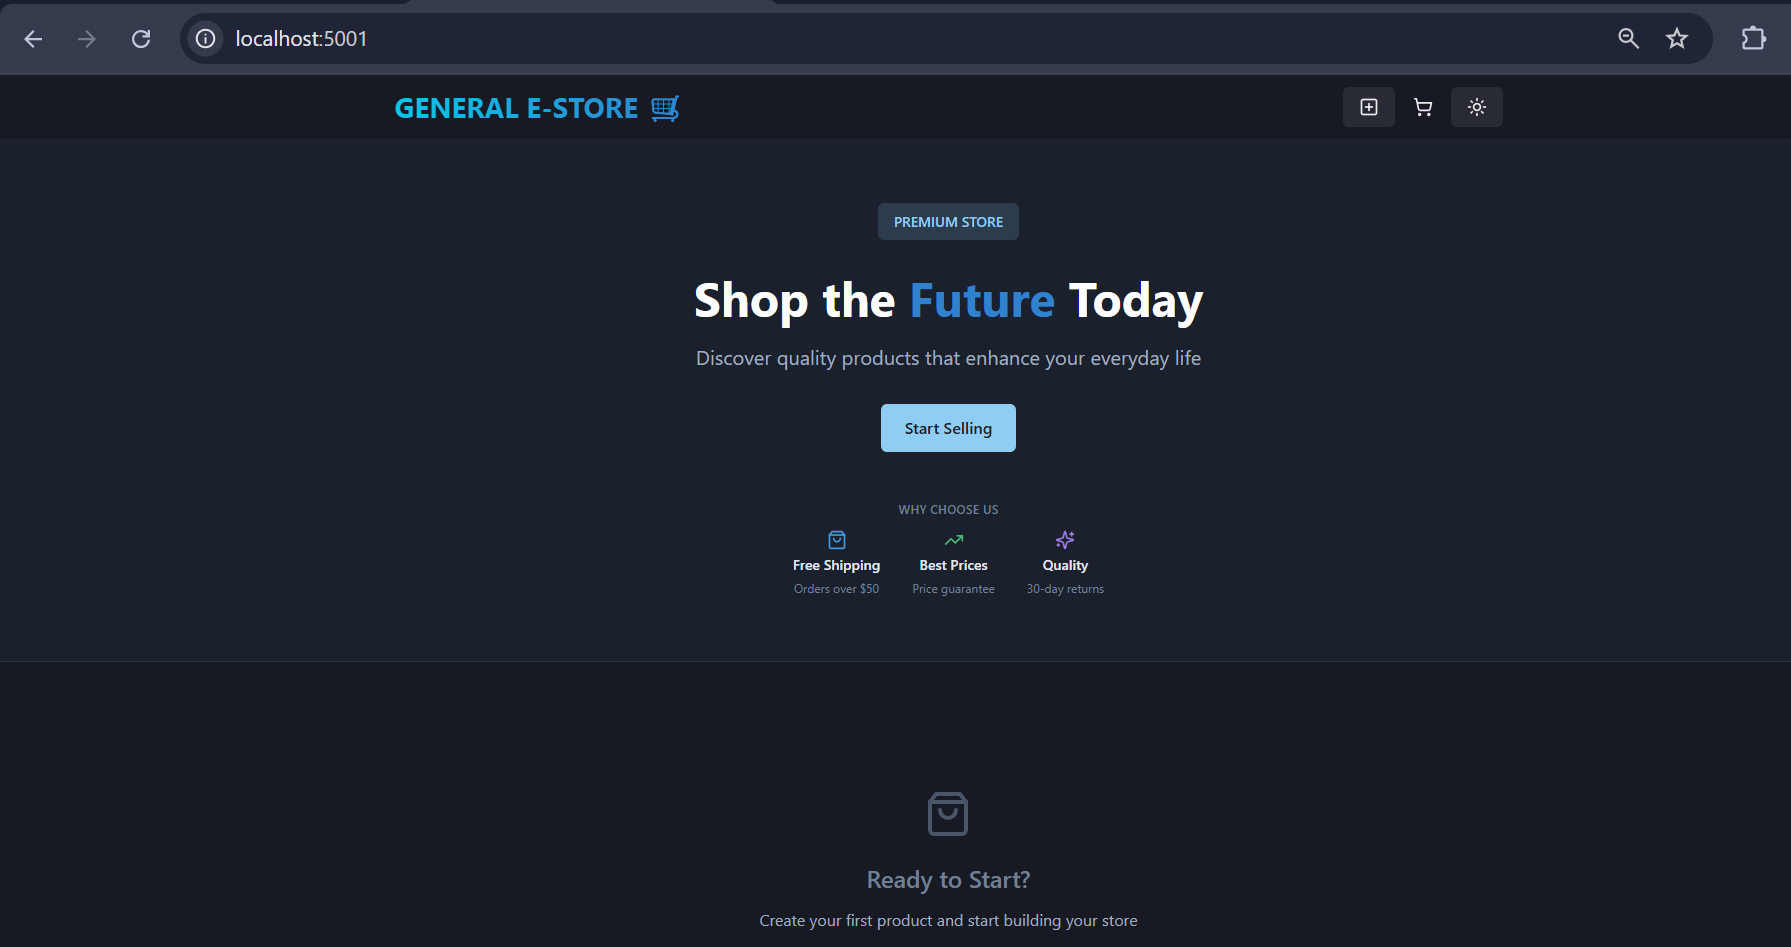 localhost:5001
GENERAL E-STORE 🛒
PREMIUM STORE
Shop the Future Today
Discover quality products that enhance your everyday life
Start Selling
WHY CHOOSE US
Free Shipping
Orders over $50
Best Prices
Price guarantee
Quality
30-day returns
Ready to Start?
Create your first product and start building your store